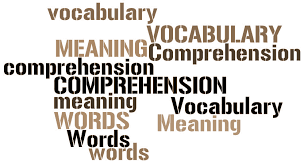 vocabulary
VOCABULARY
MEANING
Comprehension
comprehension
COMPREHENSION
meaning
Vocabulary
WORDS
Meaning
Words
words